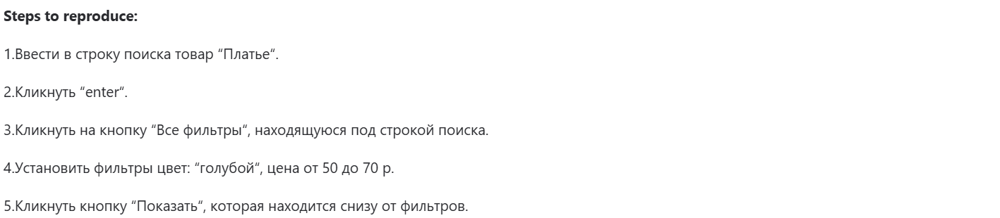 Steps to reproduce:
1.Ввести в строку поиска товар “Платье“.
2.Кликнуть “enter“.
3.Кликнуть на кнопку “Все фильтры“, находящуюся под строкой поиска.
4.Установить фильтры цвет: “голубой“, цена от 50 до 70 р.
5.Кликнуть кнопку “Показать“, которая находится снизу от фильтров.